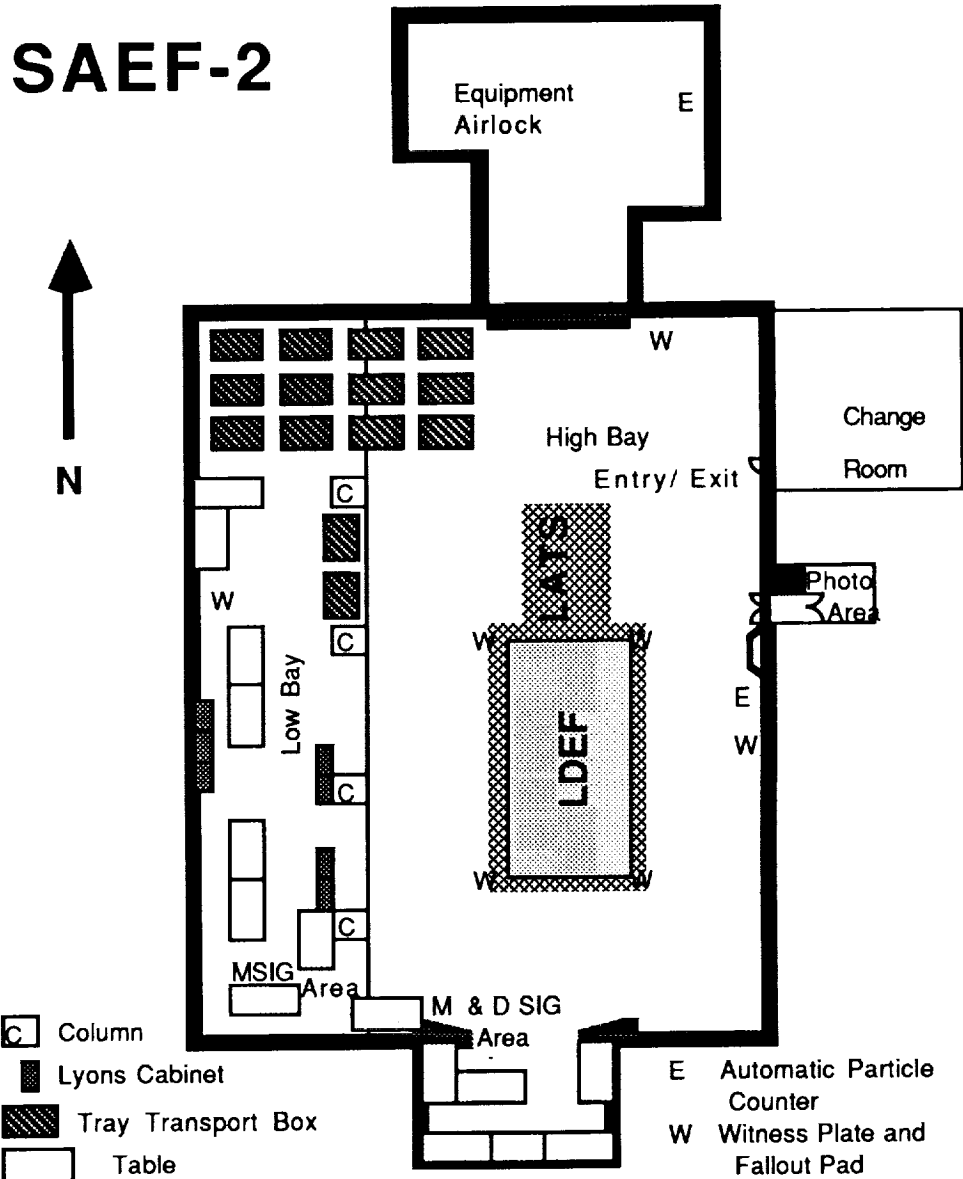 SAEF-2
Equipment
Airlock
E
N
W
High Bay
Change
Room
Entry/ Exit
C
LATS
Photo
Area
W
C
W
W
Low Bay
E
W
LDEF
C
W
W
C
MSIG
Area
M & D SIG
Area
C Column
Lyons Cabinet
Tray Transport Box
Table
E Automatic Particle
Counter
W Witness Plate and
Fallout Pad